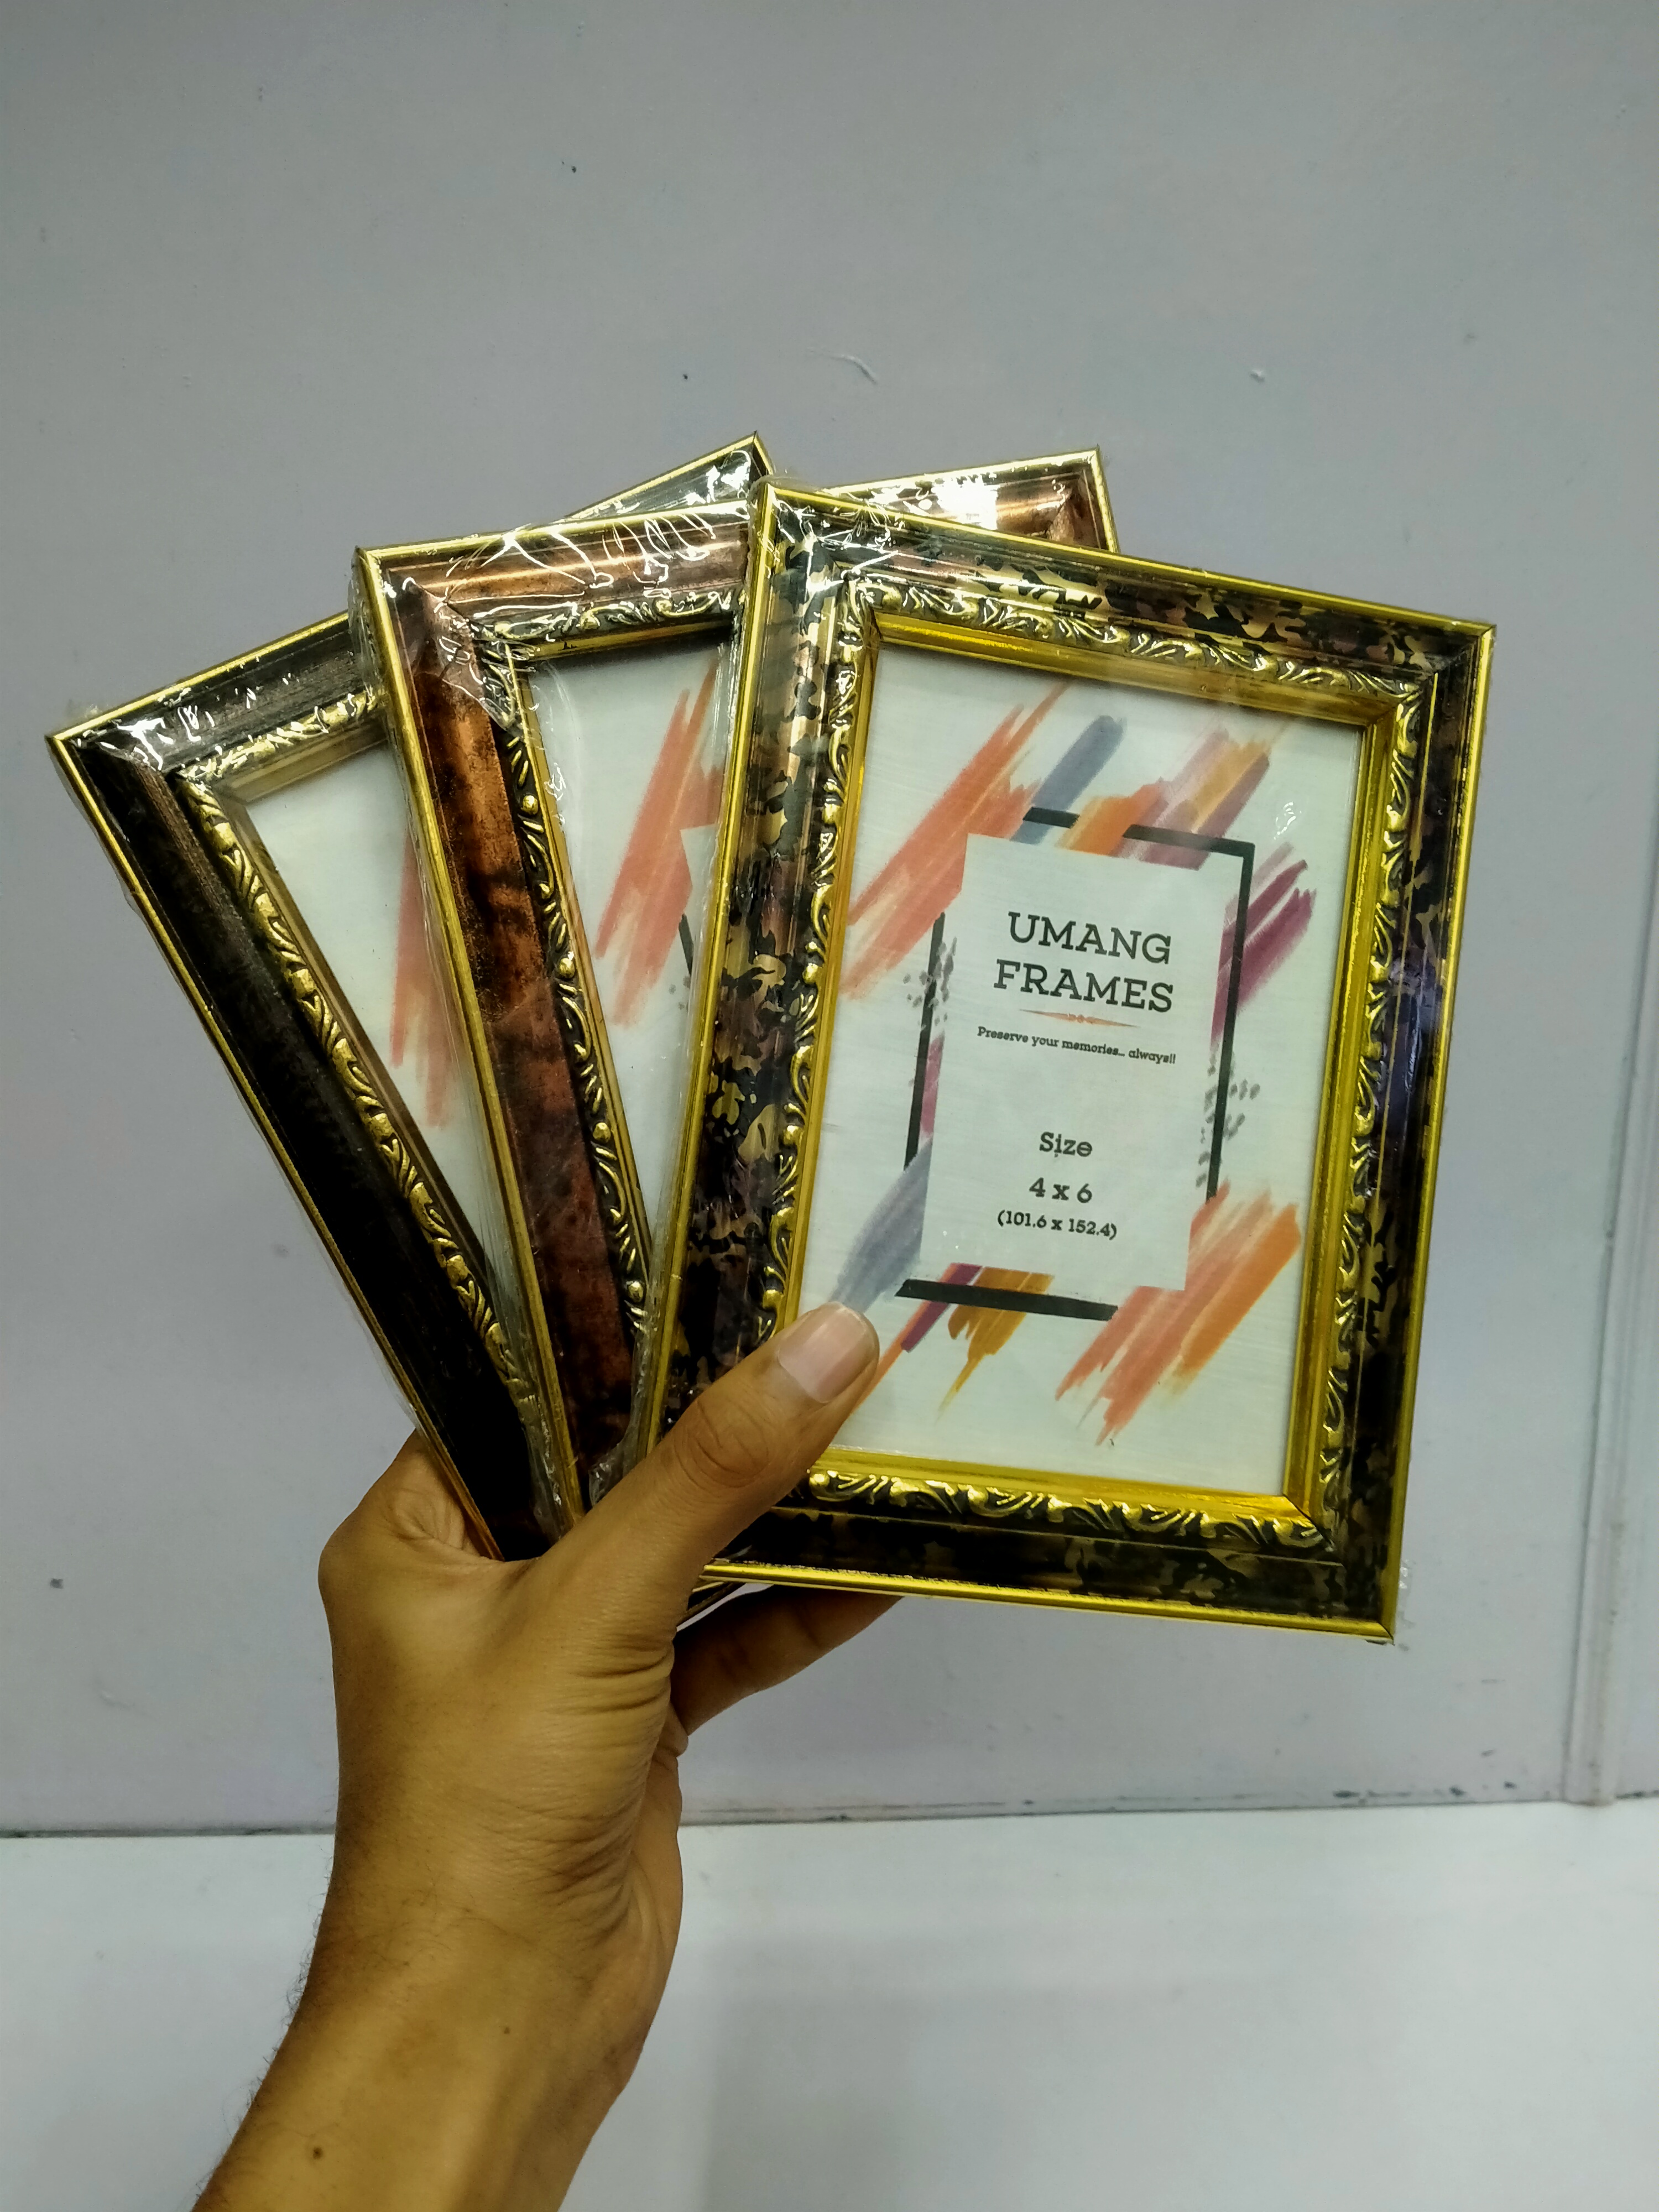 UMANG
FRAMES
Preserve your memories... always!!
Size
4 x 6
(101.6 x 152.4)